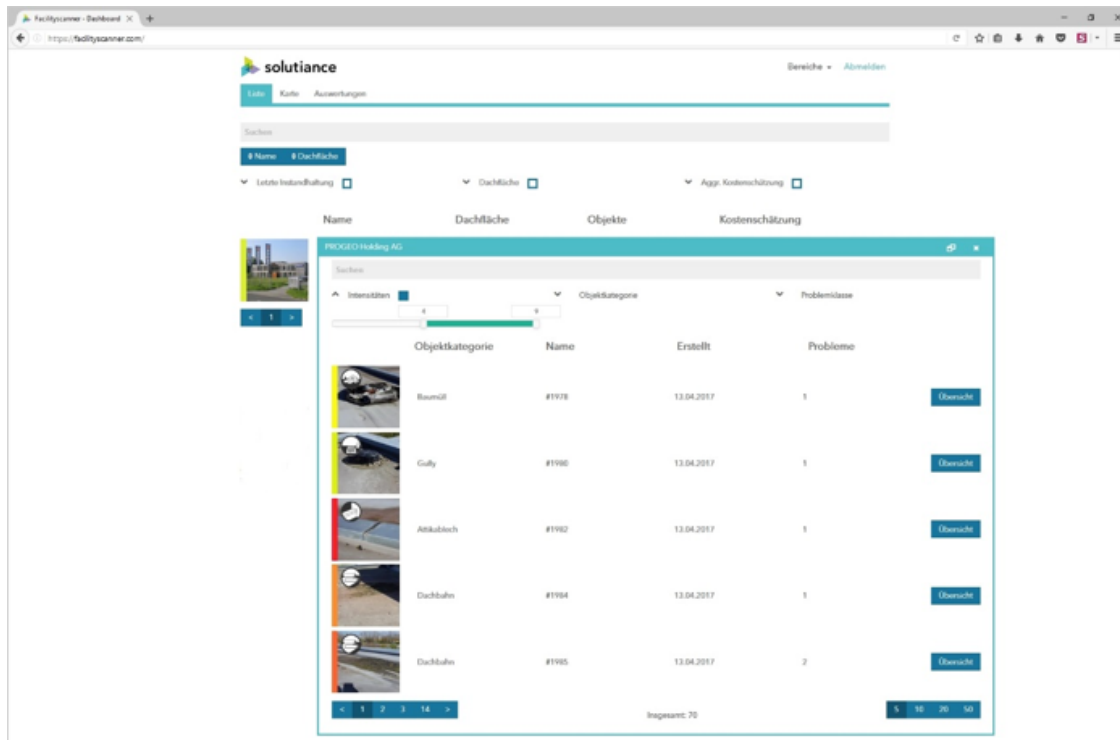 Facilityscanner - Dashboard
https://facilityscanner.com/
solutiance
Bereiche Abmelden
Liste Karte Auswertungen
Suchen
Name Dachfläche
Letzte Instandhaltung Dachfläche Aggr. Kostenschätzung
Name Dachfläche Objekte Kostenschätzung
PROGEO Holding AG
Suchen
Intensitäten Objektkategorie Problemklasse
4 9
Objektkategorie Name Erstellt Probleme
Baumüll #1978 13.04.2017 1 Übersicht
Gully #1980 13.04.2017 1 Übersicht
Attikablech #1982 13.04.2017 1 Übersicht
Dachbahn #1984 13.04.2017 1 Übersicht
Dachbahn #1985 13.04.2017 2 Übersicht
< 1 >
< 1 2 3 14 > Insgesamt: 70 5 10 20 50